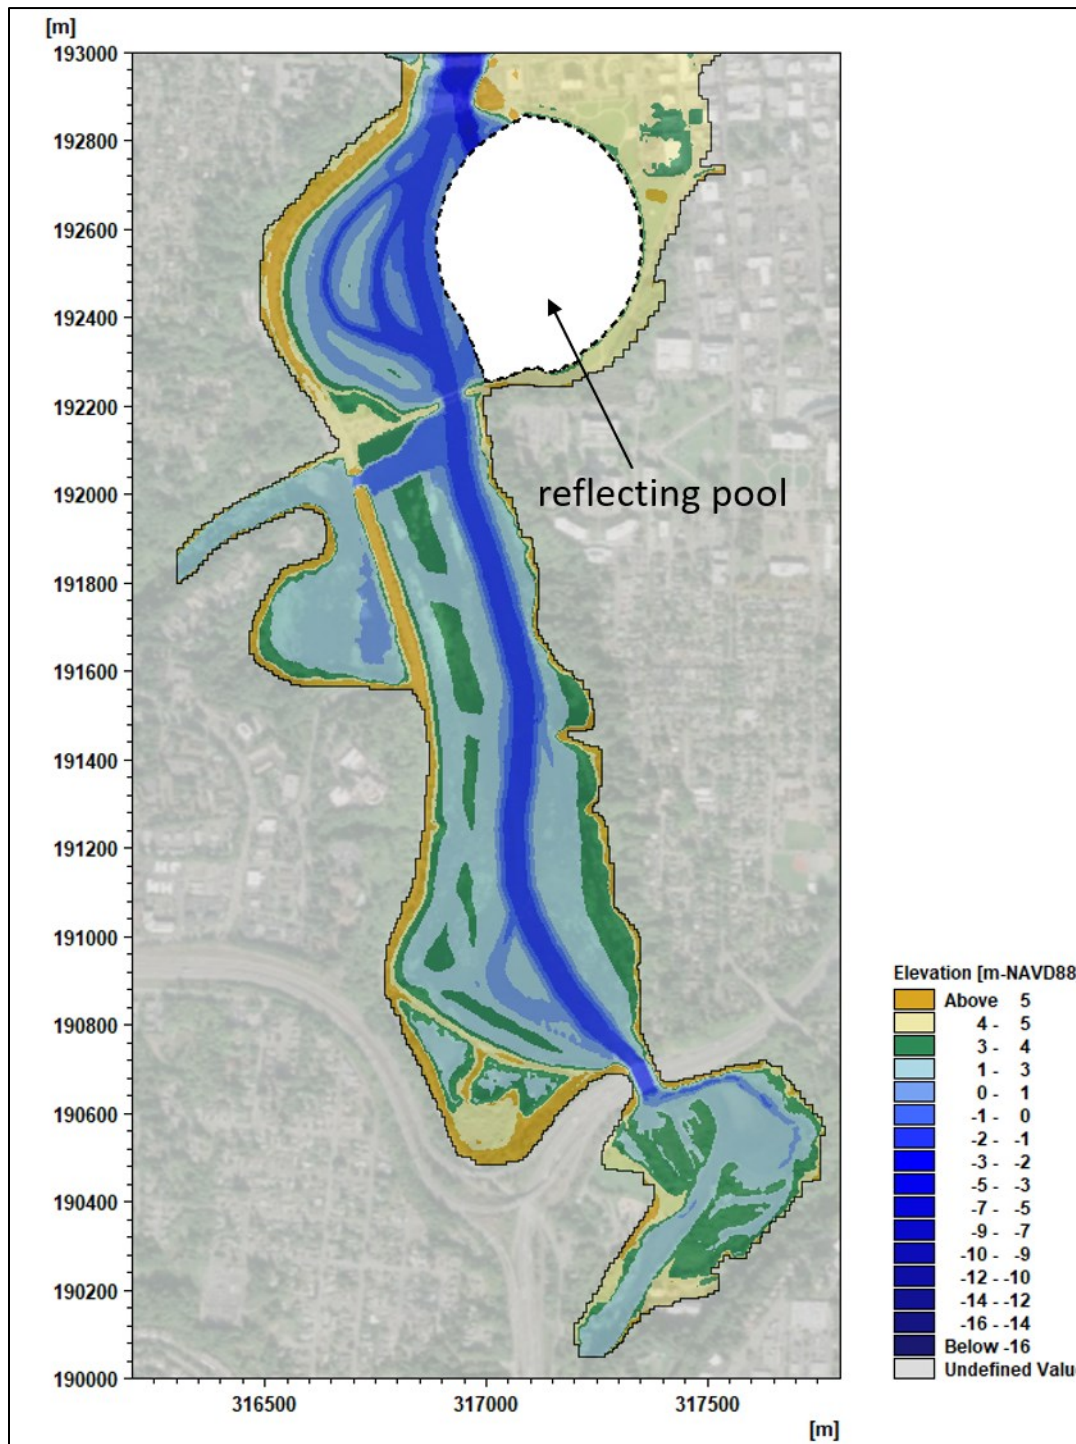 [m]
193000
192800
192600
192400
192200
192000
191800
191600
191400
191200
191000
190800
190600
190400
190200
190000
reflecting pool
316500 317000 317500
[m]
Elevation [m-NAVD88
Above 5
4 - 5
3 - 4
1 - 3
0 - 1
-1 - 0
-2 - -1
-3 - -2
-5 - -3
-7 - -5
-9 - -7
-10 - -9
-12 - -10
-14 - -12
-16 - -14
Below -16
Undefined Value